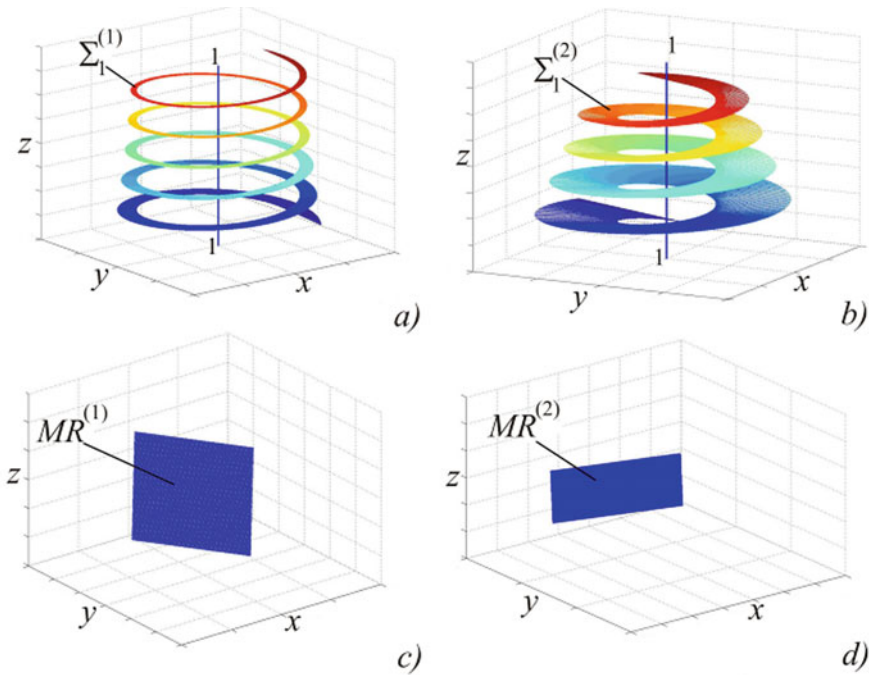 Σ₁⁽¹⁾
1
z
1
y
x
a)
Σ₁⁽²⁾
1
z
1
y
x
b)
MR⁽¹⁾
z
y
x
c)
MR⁽²⁾
z
y
x
d)